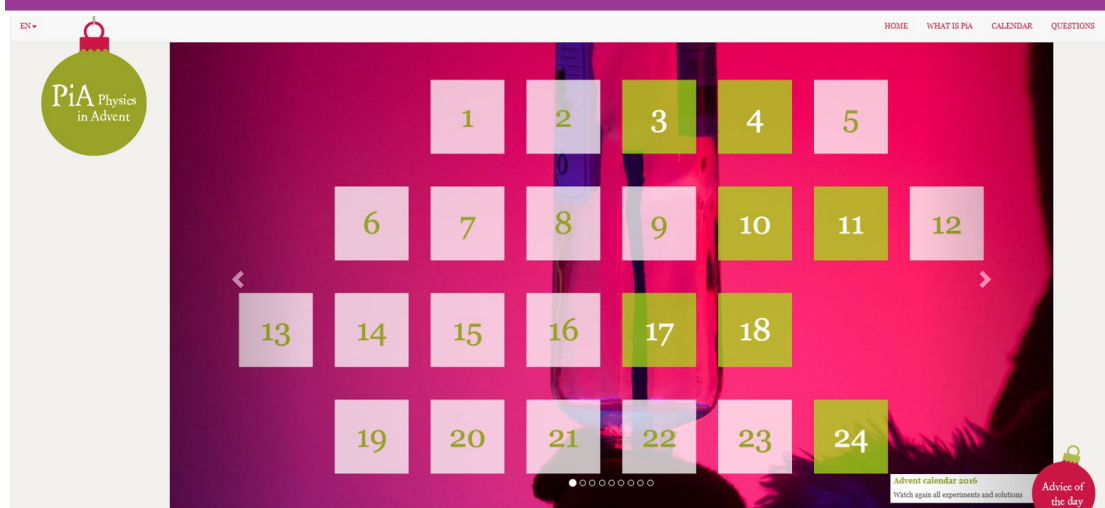 EN
HOME WHAT IS PiA CALENDAR QUESTIONS
PiA Physics
in Advent
1 2 3 4 5
6 7 8 9 10 11 12
13 14 15 16 17 18
19 20 21 22 23 24
Advent calendar 2016
Watch again all experiments and solutions
Advice of
the day